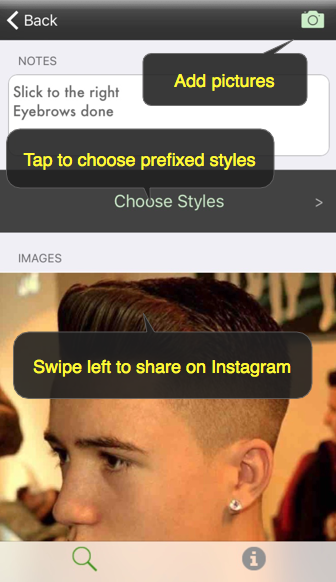 Back
NOTES
Add pictures
Slick to the right
Eyebrows done
Tap to choose prefixed styles
Choose Styles >
IMAGES
Swipe left to share on Instagram